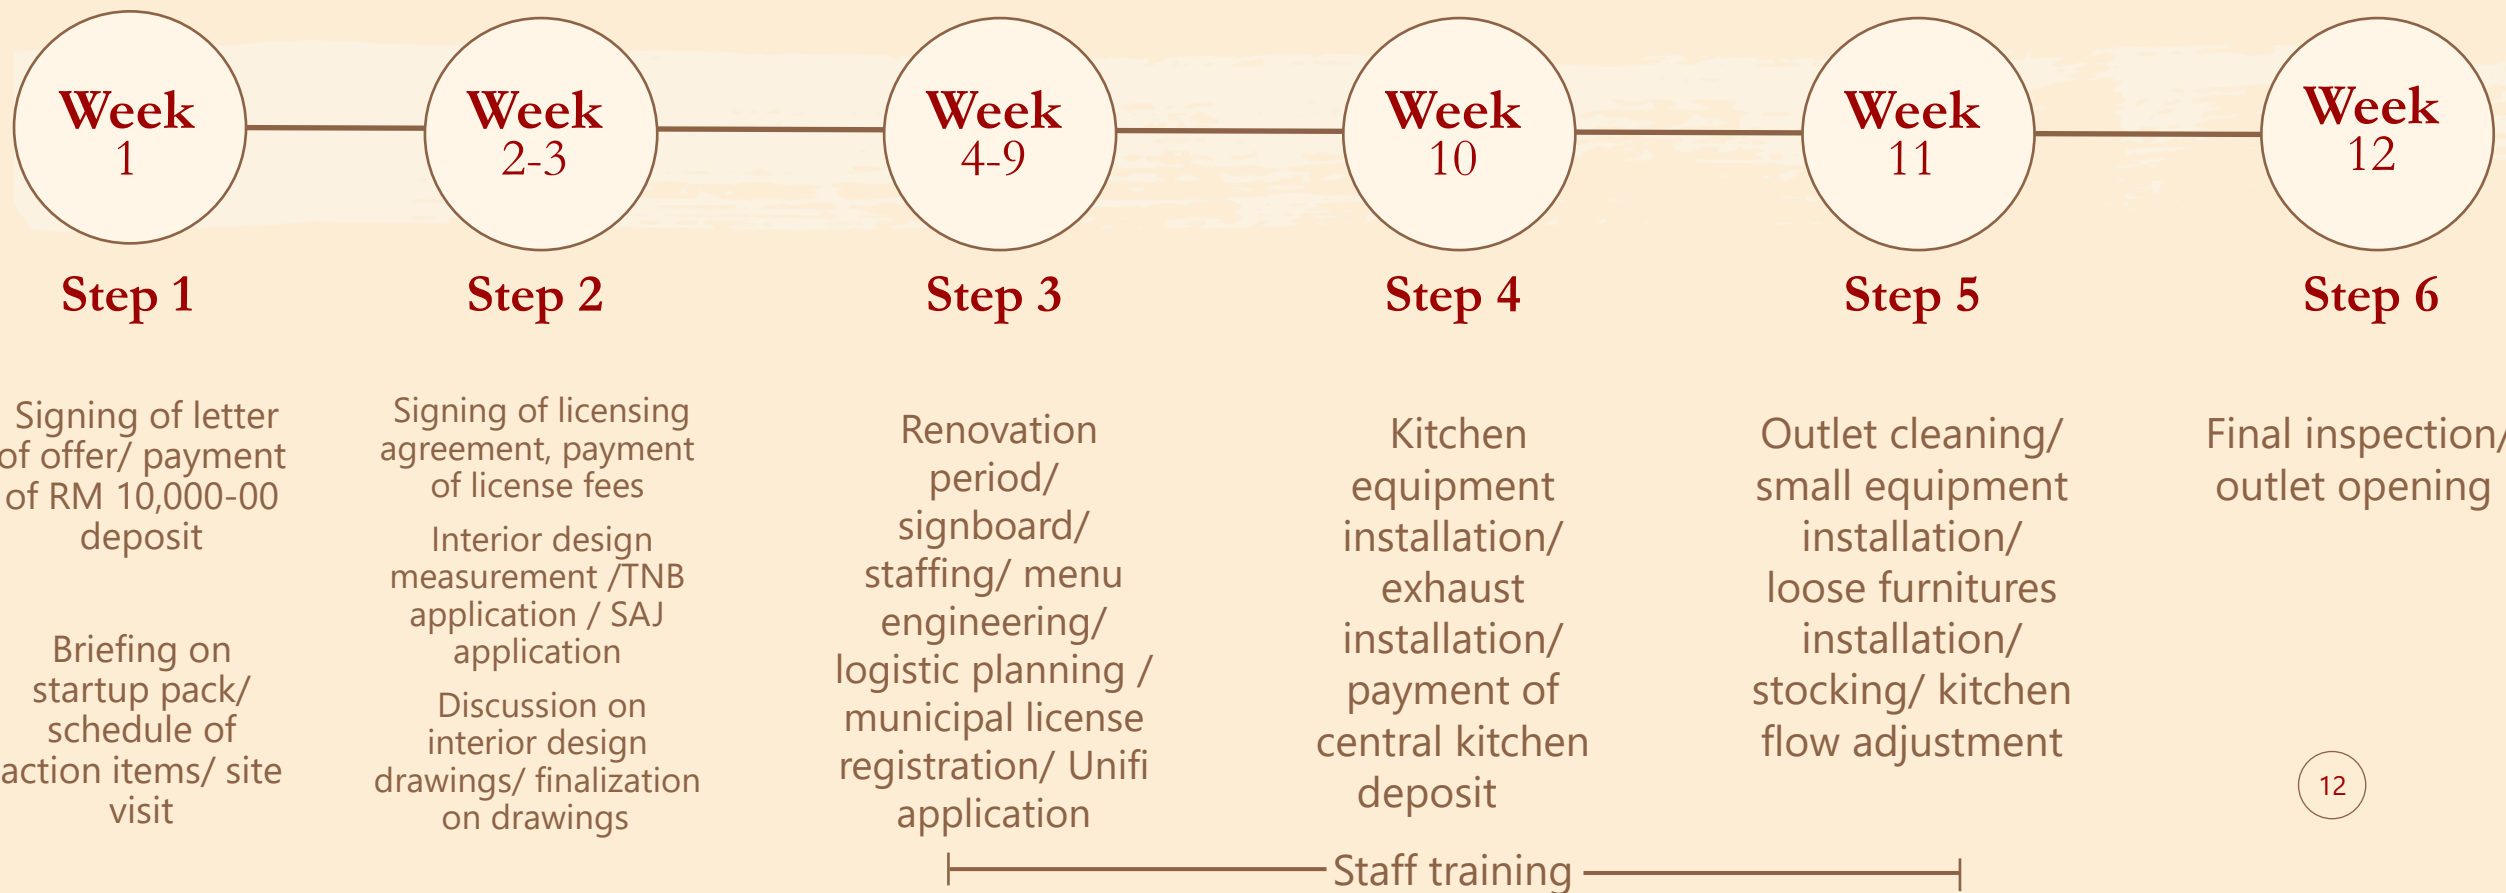 Week
1
Step 1
Signing of letter
of offer/ payment
of RM 10,000-00
deposit
Briefing on
startup pack/
schedule of
action items/ site
visit
Week
2-3
Step 2
Signing of licensing
agreement, payment
of license fees
Interior design
measurement /TNB
application / SAJ
application
Discussion on
interior design
drawings/ finalization
on drawings
Week
4-9
Step 3
Renovation
period/
signboard/
staffing/ menu
engineering/
logistic planning /
municipal license
registration/ Unifi
application
Week
10
Step 4
Kitchen
equipment
installation/
exhaust
installation/
payment of
central kitchen
deposit
Week
11
Step 5
Outlet cleaning/
small equipment
installation/
loose furnitures
installation/
stocking/ kitchen
flow adjustment
Week
12
Step 6
Final inspection/
outlet opening
Staff training
12